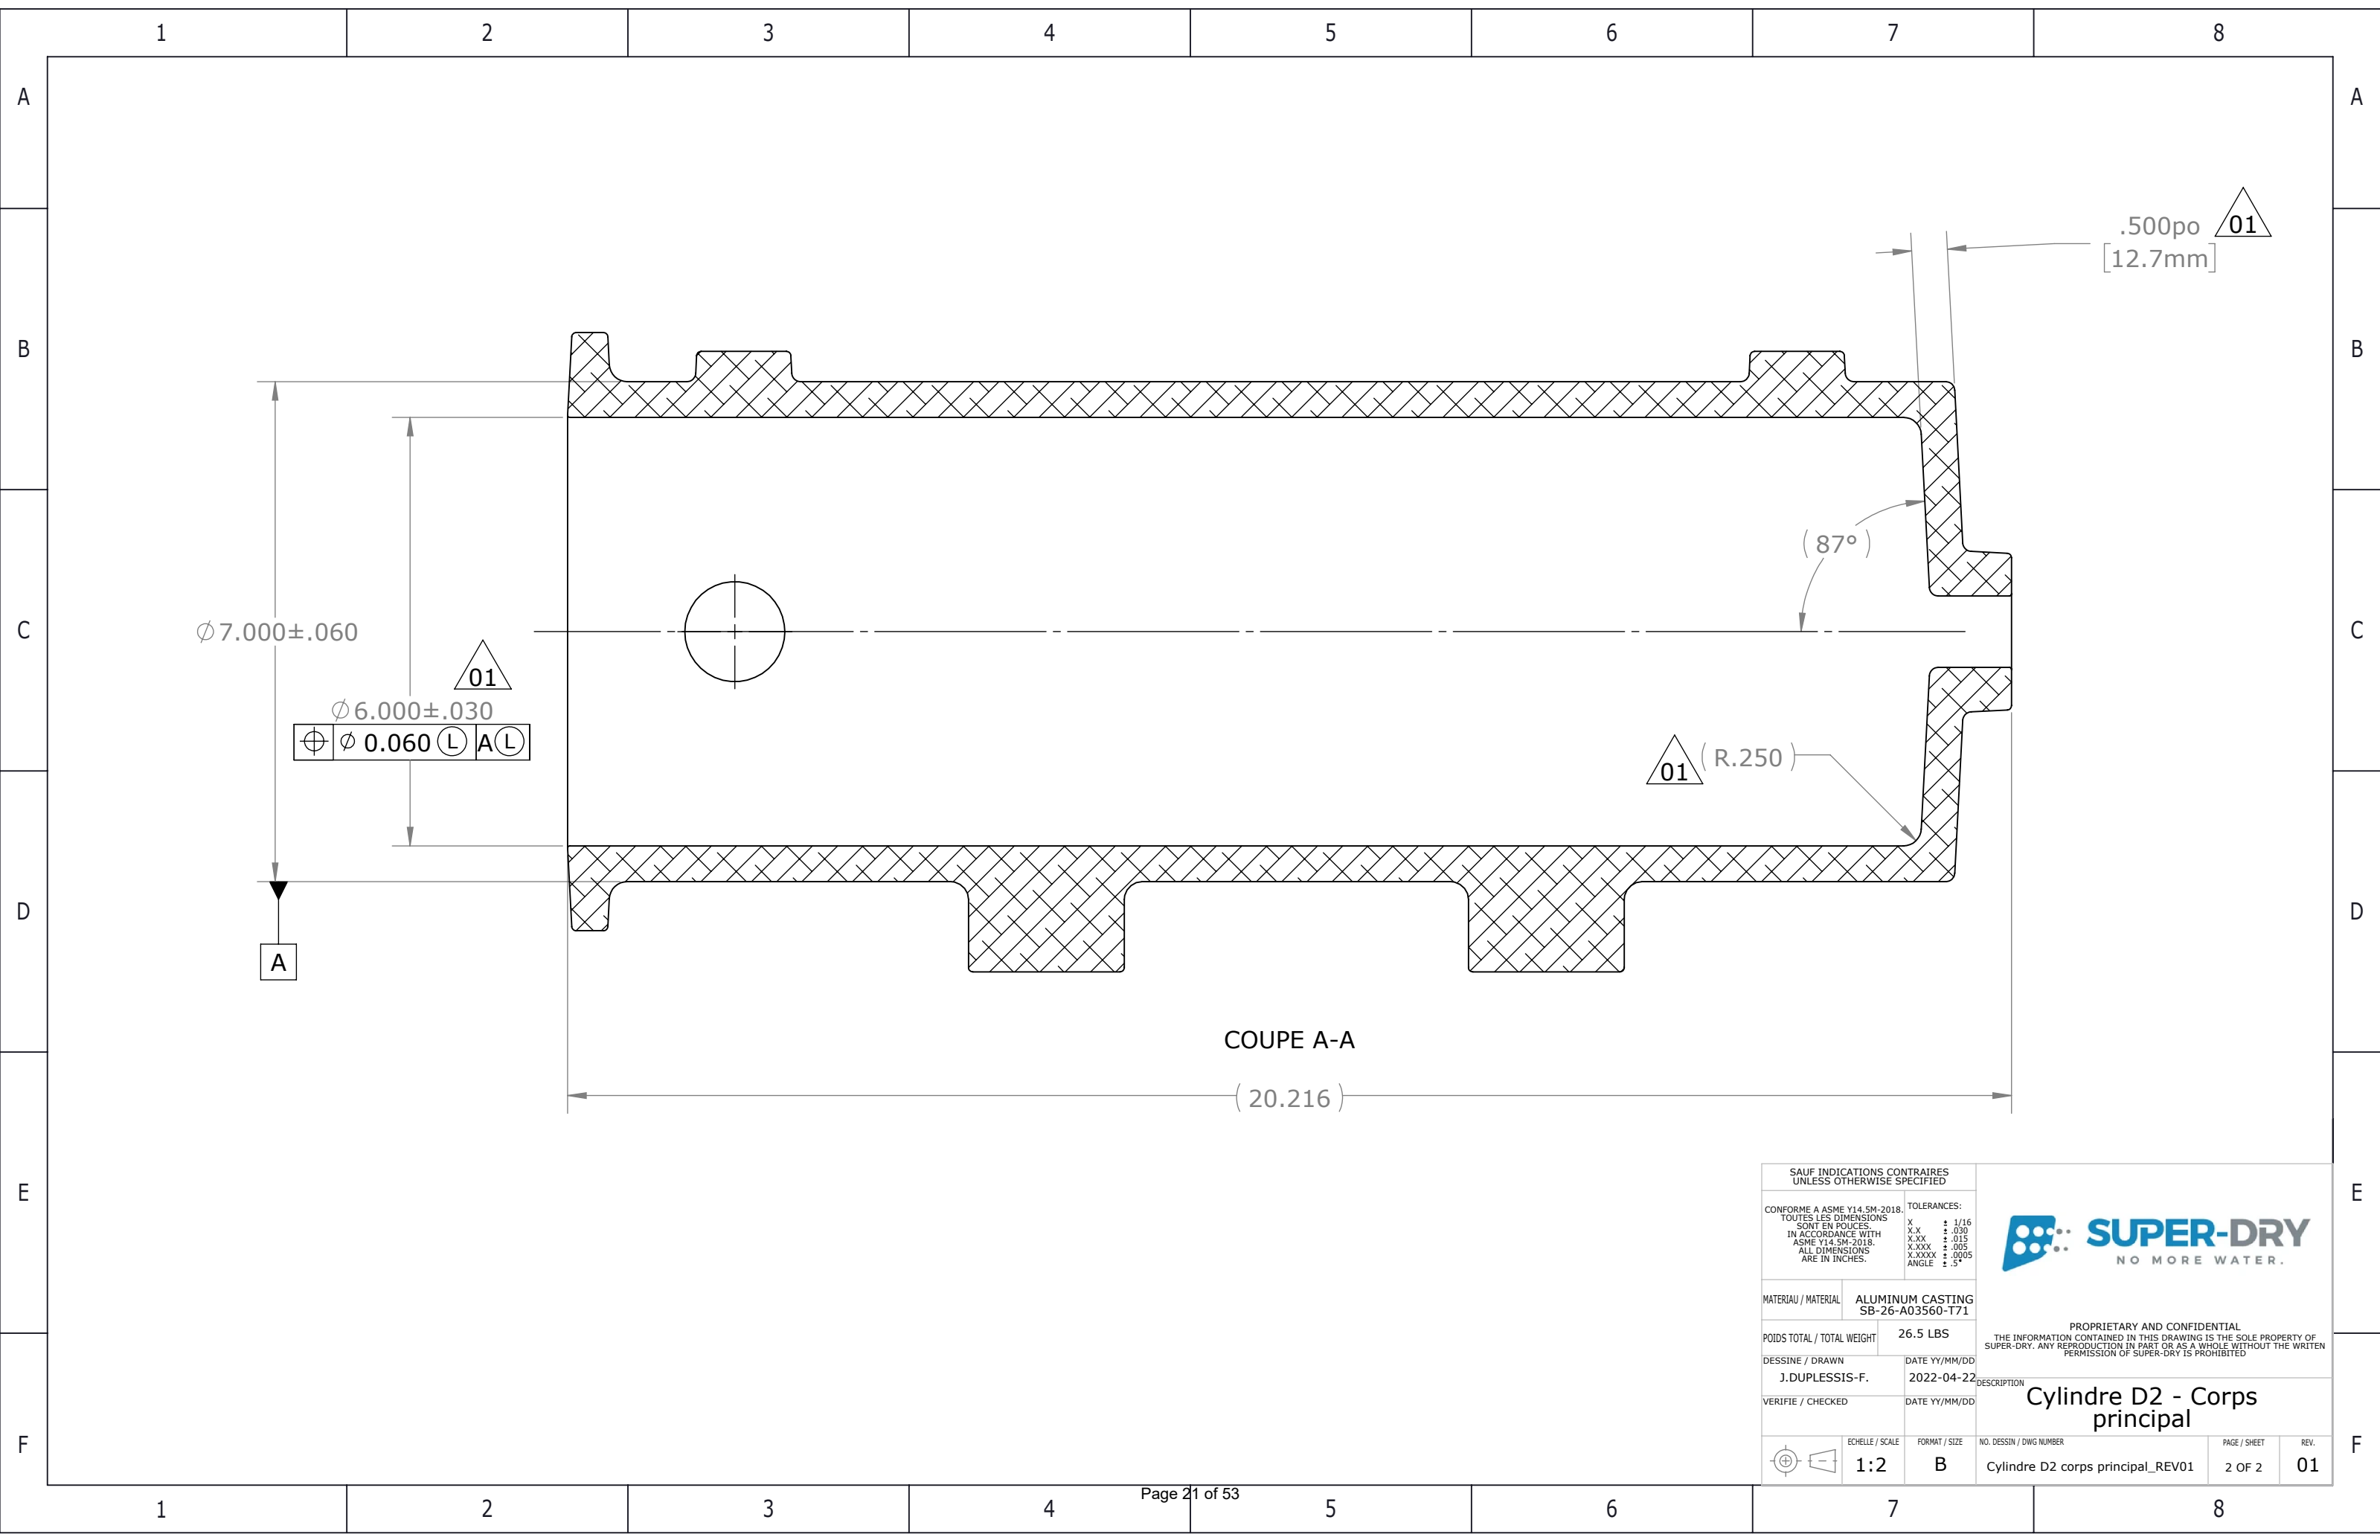 1 2 3 4 5 6 7 8
A A
B B
C C
D D
E E
F F
.500po 01
[12.7mm]
( 87° )
Ø7.000±.060
01
Ø6.000±.030
⌖ Ø 0.060 Ⓛ A Ⓛ
01 ( R.250 )
A
COUPE A-A
( 20.216 )
SAUF INDICATIONS CONTRAIRES
UNLESS OTHERWISE SPECIFIED
CONFORME A ASME Y14.5M-2018.
TOUTES LES DIMENSIONS
SONT EN POUCES.
IN ACCORDANCE WITH
ASME Y14.5M-2018.
ALL DIMENSIONS
ARE IN INCHES.
TOLERANCES:
X ± 1/16
X.X ± .030
X.XX ± .015
X.XXX ± .005
X.XXXX ± .0005
ANGLE ± .5°
SUPER-DRY
NO MORE WATER.
MATERIAU / MATERIAL
ALUMINUM CASTING
SB-26-A03560-T71
POIDS TOTAL / TOTAL WEIGHT 26.5 LBS
PROPRIETARY AND CONFIDENTIAL
THE INFORMATION CONTAINED IN THIS DRAWING IS THE SOLE PROPERTY OF
SUPER-DRY. ANY REPRODUCTION IN PART OR AS A WHOLE WITHOUT THE WRITEN
PERMISSION OF SUPER-DRY IS PROHIBITED
DESSINE / DRAWN DATE YY/MM/DD
J.DUPLESSIS-F. 2022-04-22
VERIFIE / CHECKED DATE YY/MM/DD
DESCRIPTION
Cylindre D2 - Corps
principal
ECHELLE / SCALE FORMAT / SIZE NO. DESSIN / DWG NUMBER PAGE / SHEET REV.
1:2 B Cylindre D2 corps principal_REV01 2 OF 2 01
Page 21 of 53
1 2 3 4 5 6 7 8